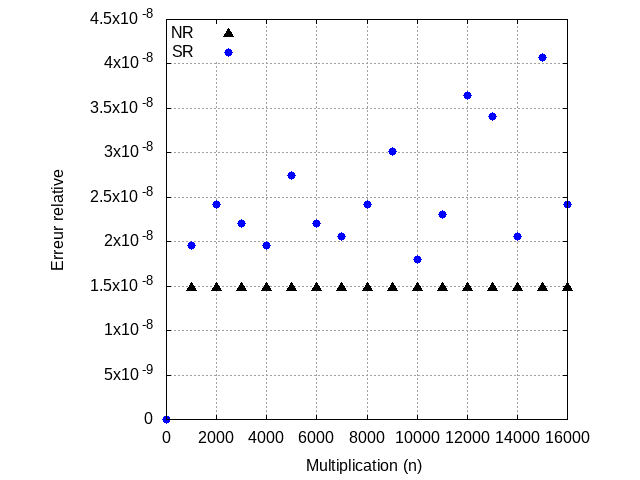 4.5x10-8
4x10-8
3.5x10-8
3x10-8
2.5x10-8
2x10-8
1.5x10-8
1x10-8
5x10-9
0
NR
SR
Erreur relative
0 2000 4000 6000 8000 10000 12000 14000 16000
Multiplication (n)